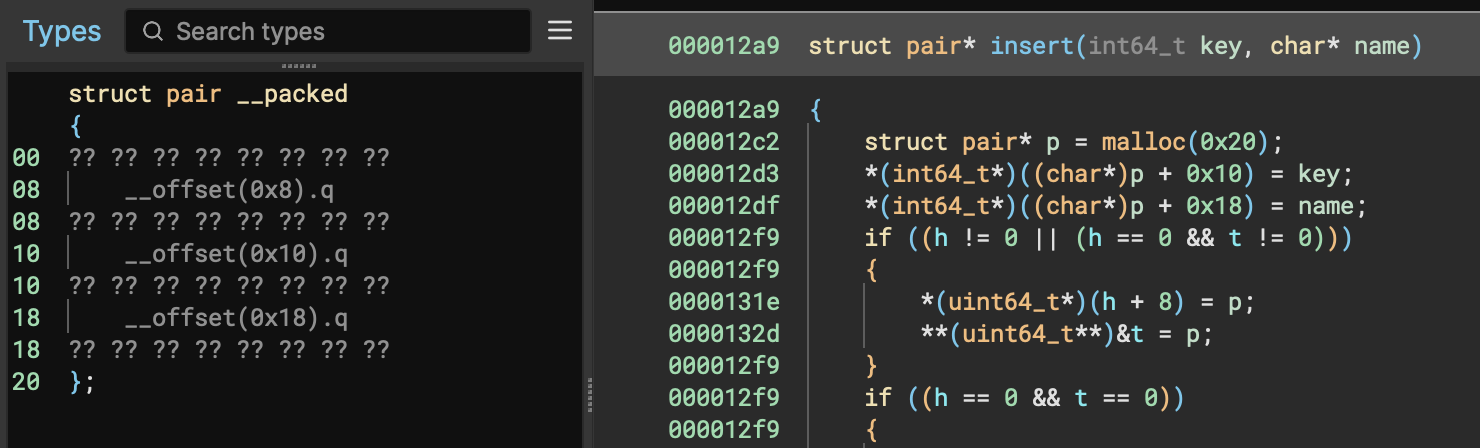 Types
Search types
struct pair __packed
{
00 ?? ?? ?? ?? ?? ?? ?? ??
08 __offset(0x8).q
08 ?? ?? ?? ?? ?? ?? ?? ??
10 __offset(0x10).q
10 ?? ?? ?? ?? ?? ?? ?? ??
18 __offset(0x18).q
18 ?? ?? ?? ?? ?? ?? ?? ??
20 };
000012a9 struct pair* insert(int64_t key, char* name)
000012a9 {
000012c2 struct pair* p = malloc(0x20);
000012d3 *(int64_t*)((char*)p + 0x10) = key;
000012df *(int64_t*)((char*)p + 0x18) = name;
000012f9 if ((h != 0 || (h == 0 && t != 0)))
000012f9 {
0000131e *(uint64_t*)(h + 8) = p;
0000132d **(uint64_t**)&t = p;
000012f9 }
000012f9 if ((h == 0 && t == 0))
000012f9 {